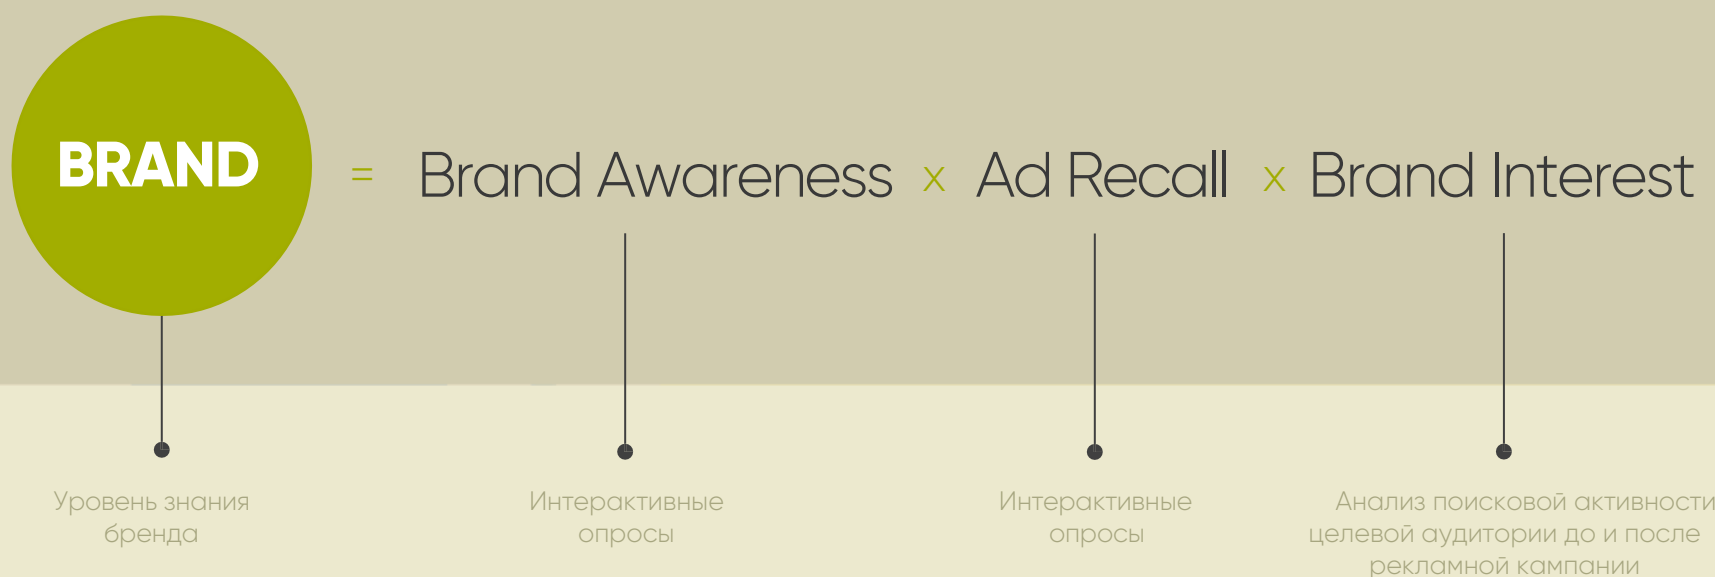 BRAND = Brand Awareness x Ad Recall x Brand Interest
Уровень знания
бренда
Интерактивные
опросы
Интерактивные
опросы
Анализ поисковой активности
целевой аудитории до и после
рекламной кампании